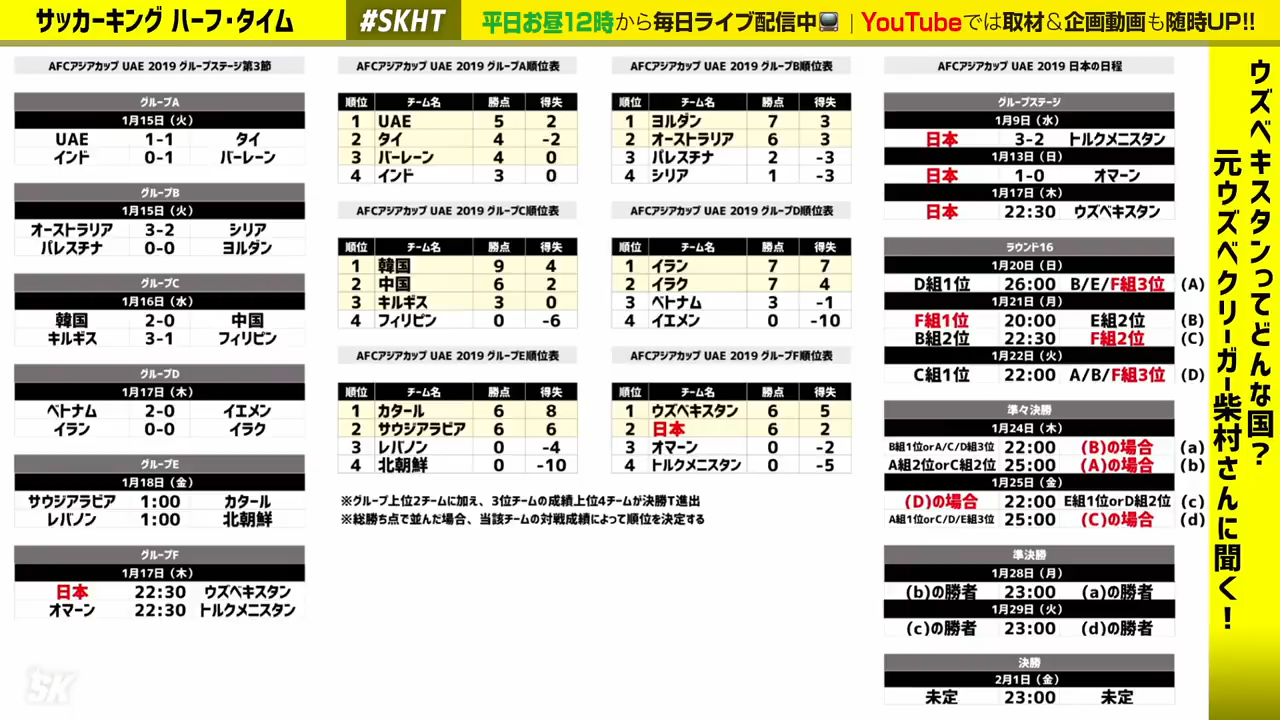 サッカーキング ハーフ・タイム
#SKHT
平日お昼12時から毎日ライブ配信中 | YouTubeでは取材&企画動画も随時UP!!
AFCアジアカップ UAE 2019 グループステージ第3節
グループA
1月15日（火）
UAE 1-1 タイ
インド 0-1 バーレーン
グループB
1月15日（火）
オーストラリア 3-2 シリア
パレスチナ 0-0 ヨルダン
グループC
1月16日（水）
韓国 2-0 中国
キルギス 3-1 フィリピン
グループD
1月17日（木）
ベトナム 2-0 イエメン
イラン 0-0 イラク
グループE
1月18日（金）
サウジアラビア 1:00 カタール
レバノン 1:00 北朝鮮
グループF
1月17日（木）
日本 22:30 ウズベキスタン
オマーン 22:30 トルクメニスタン
AFCアジアカップ UAE 2019 グループA順位表
順位 チーム名 勝点 得失
1 UAE 5 2
2 タイ 4 -2
3 バーレーン 4 0
4 インド 3 0
AFCアジアカップ UAE 2019 グループB順位表
順位 チーム名 勝点 得失
1 ヨルダン 7 3
2 オーストラリア 6 3
3 パレスチナ 2 -3
4 シリア 1 -3
AFCアジアカップ UAE 2019 グループC順位表
順位 チーム名 勝点 得失
1 韓国 9 4
2 中国 6 2
3 キルギス 3 0
4 フィリピン 0 -6
AFCアジアカップ UAE 2019 グループD順位表
順位 チーム名 勝点 得失
1 イラン 7 7
2 イラク 7 4
3 ベトナム 3 -1
4 イエメン 0 -10
AFCアジアカップ UAE 2019 グループE順位表
順位 チーム名 勝点 得失
1 カタール 6 8
2 サウジアラビア 6 6
3 レバノン 0 -4
4 北朝鮮 0 -10
AFCアジアカップ UAE 2019 グループF順位表
順位 チーム名 勝点 得失
1 ウズベキスタン 6 5
2 日本 6 2
3 オマーン 0 -2
4 トルクメニスタン 0 -5
※グループ上位2チームに加え、3位チームの成績上位4チームが決勝T進出
※総勝ち点で並んだ場合、当該チームの対戦成績によって順位を決定する
AFCアジアカップ UAE 2019 日本の日程
グループステージ
1月9日（水）
日本 3-2 トルクメニスタン
1月13日（日）
日本 1-0 オマーン
1月17日（木）
日本 22:30 ウズベキスタン
ラウンド16
1月20日（日）
D組1位 26:00 B/E/F組3位 (A)
1月21日（月）
F組1位 20:00 E組2位 (B)
B組2位 22:30 F組2位 (C)
1月22日（火）
C組1位 22:00 A/B/F組3位 (D)
準々決勝
1月24日（木）
B組1位orA/C/D組3位 22:00 (B)の場合 (a)
A組2位orC組2位 25:00 (A)の場合 (b)
1月25日（金）
(D)の場合 22:00 E組1位orD組2位 (c)
A組1位orC/D/E組3位 25:00 (C)の場合 (d)
準決勝
1月28日（月）
(b)の勝者 23:00 (a)の勝者
1月29日（火）
(c)の勝者 23:00 (d)の勝者
決勝
2月1日（金）
未定 23:00 未定
ウズベキスタンってどんな国？
元ウズベクリーガー柴村さんに聞く！
SK